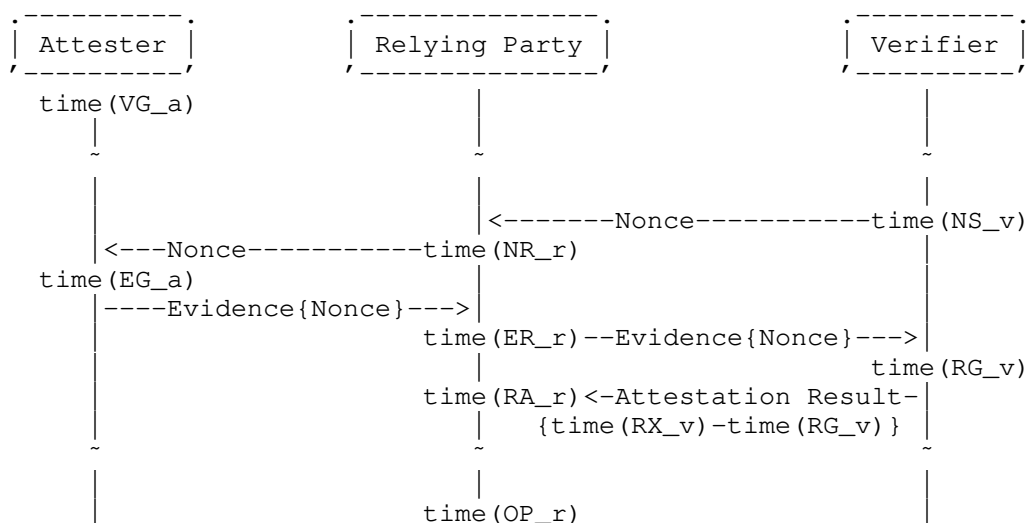 .----------. .---------------. .----------.
| Attester | | Relying Party | | Verifier |
'----------' '---------------' '----------'
time(VG_a) | |
| | |
~ ~ ~
| | |
| |<-------Nonce-----------time(NS_v)
|<---Nonce-----------time(NR_r) |
time(EG_a) | |
|----Evidence{Nonce}--->| |
| time(ER_r)--Evidence{Nonce}--->|
| | time(RG_v)
| time(RA_r)<-Attestation Result-|
| | {time(RX_v)-time(RG_v)} |
~ ~ ~
| | |
| time(OP_r) |